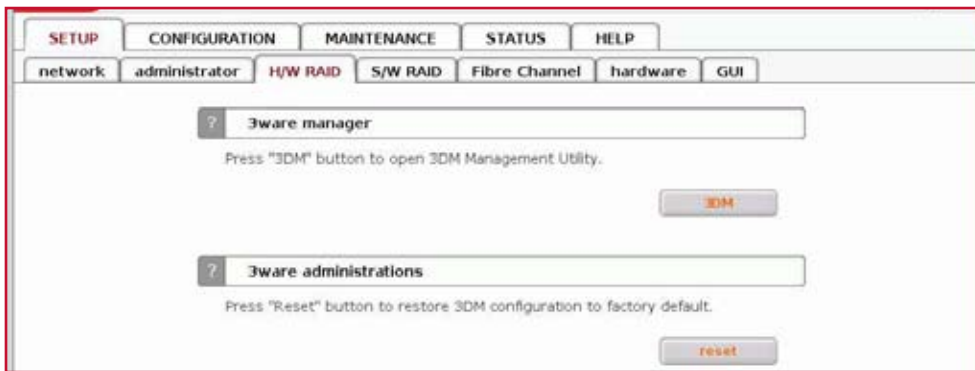 SETUP CONFIGURATION MAINTENANCE STATUS HELP
network administrator H/W RAID S/W RAID Fibre Channel hardware GUI
? 3ware manager
Press "3DM" button to open 3DM Management Utility.
3DM
? 3ware administrations
Press "Reset" button to restore 3DM configuration to factory default.
reset